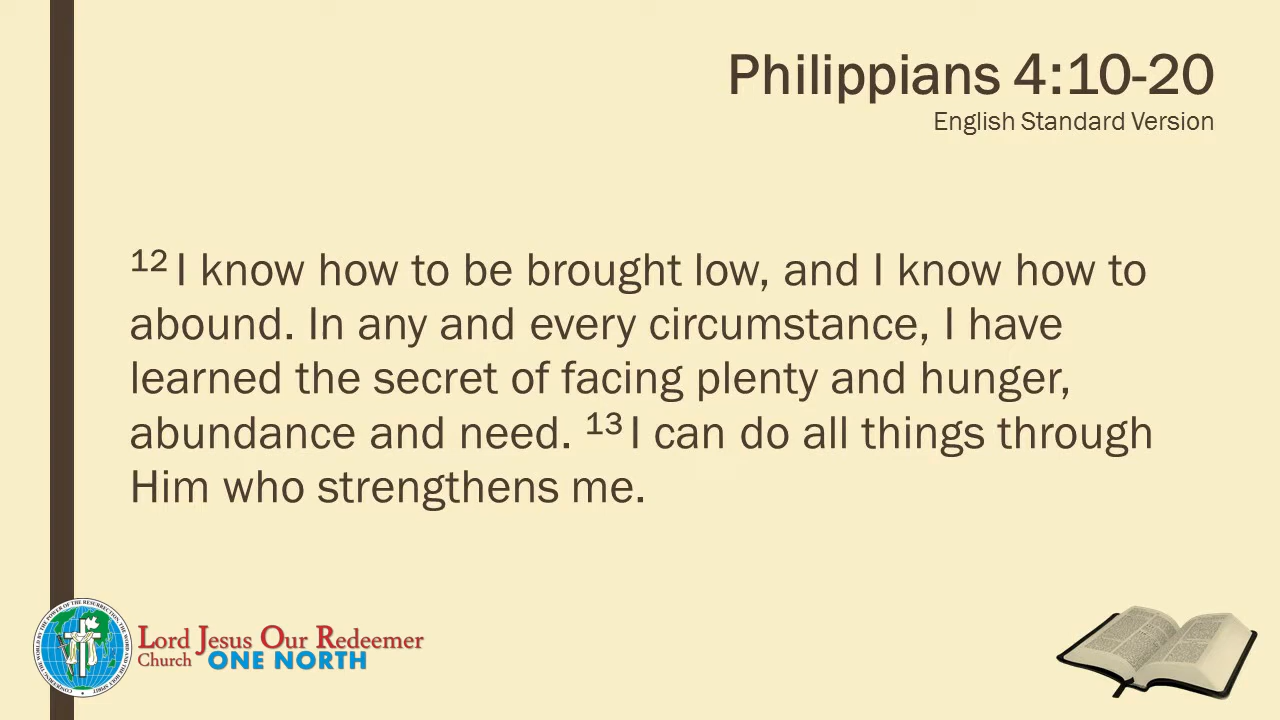 Philippians 4:10-20
English Standard Version
12 I know how to be brought low, and I know how to
abound. In any and every circumstance, I have
learned the secret of facing plenty and hunger,
abundance and need. 13 I can do all things through
Him who strengthens me.
Lord Jesus Our Redeemer
Church ONE NORTH